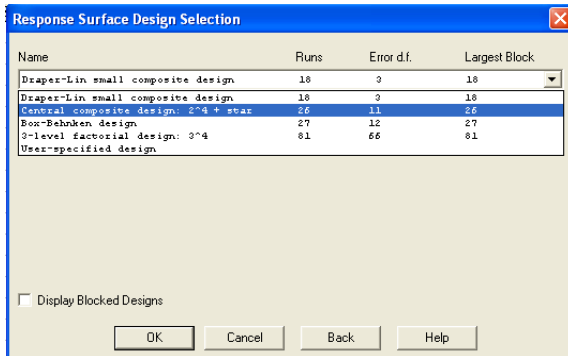 Response Surface Design Selection
Name Runs Error d.f. Largest Block
Draper-Lin small composite design 18 3 18
Draper-Lin small composite design 18 3 18
Central composite design: 2^4 + star 26 11 26
Box-Behnken design 27 12 27
3-level factorial design: 3^4 81 66 81
User-specified design
Display Blocked Designs
OK Cancel Back Help